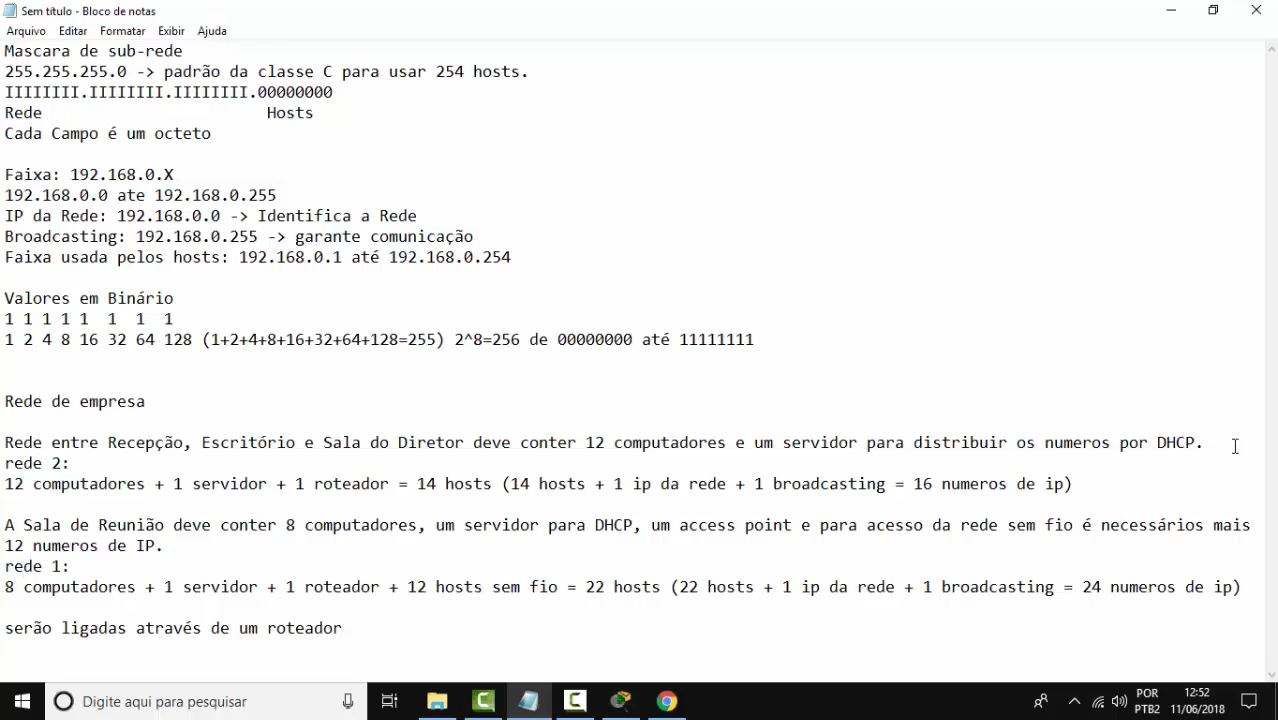 Sem título - Bloco de notas
Arquivo Editar Formatar Exibir Ajuda
Mascara de sub-rede
255.255.255.0 -> padrão da classe C para usar 254 hosts.
IIIIIIII.IIIIIIII.IIIIIIII.00000000
Rede Hosts
Cada Campo é um octeto
Faixa: 192.168.0.X
192.168.0.0 ate 192.168.0.255
IP da Rede: 192.168.0.0 -> Identifica a Rede
Broadcasting: 192.168.0.255 -> garante comunicação
Faixa usada pelos hosts: 192.168.0.1 até 192.168.0.254
Valores em Binário
1 1 1 1 1 1 1 1
1 2 4 8 16 32 64 128 (1+2+4+8+16+32+64+128=255) 2^8=256 de 00000000 até 11111111
Rede de empresa
Rede entre Recepção, Escritório e Sala do Diretor deve conter 12 computadores e um servidor para distribuir os numeros por DHCP.
rede 2:
12 computadores + 1 servidor + 1 roteador = 14 hosts (14 hosts + 1 ip da rede + 1 broadcasting = 16 numeros de ip)
A Sala de Reunião deve conter 8 computadores, um servidor para DHCP, um access point e para acesso da rede sem fio é necessários mais
12 numeros de IP.
rede 1:
8 computadores + 1 servidor + 1 roteador + 12 hosts sem fio = 22 hosts (22 hosts + 1 ip da rede + 1 broadcasting = 24 numeros de ip)
serão ligadas através de um roteador
Digite aqui para pesquisar
POR 12:52
PTB2 11/06/2018